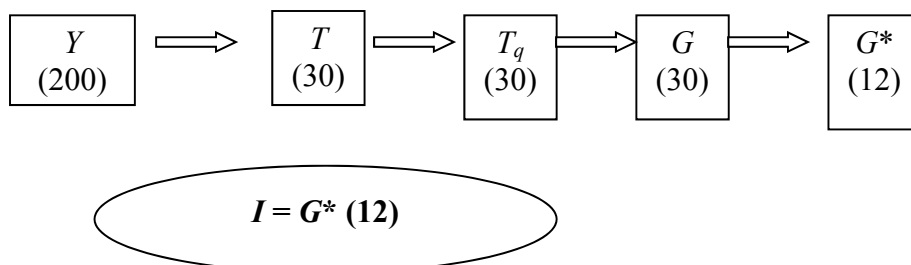 Y T T_q G G*
(200) (30) (30) (30) (12)
I = G* (12)